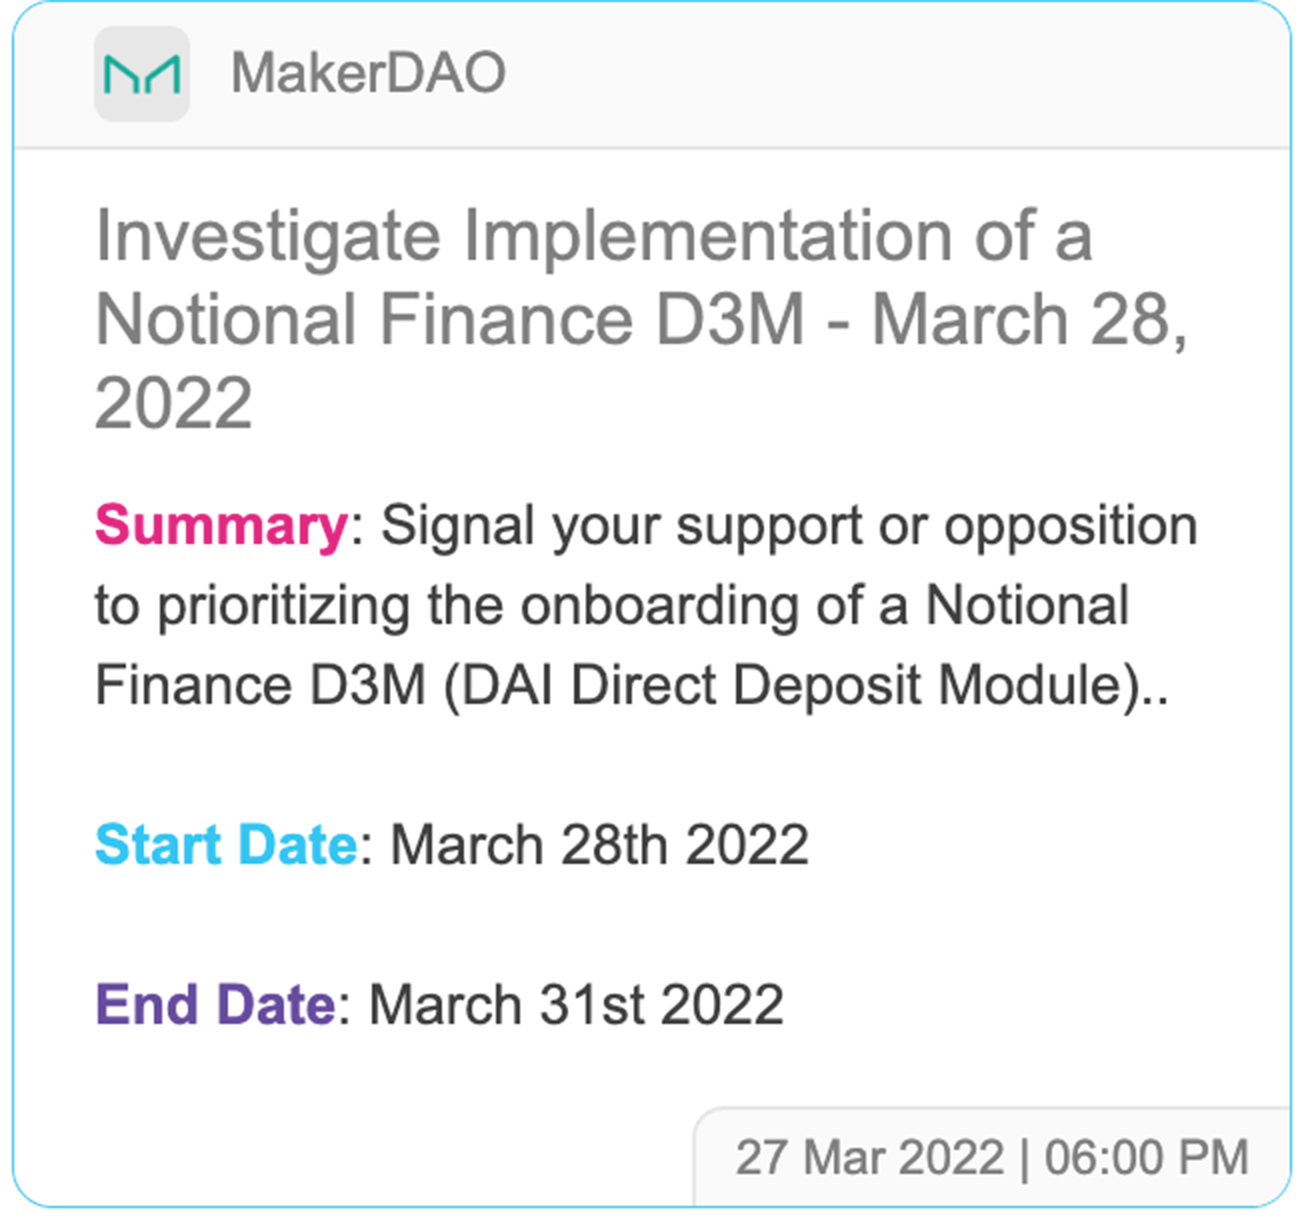 MakerDAO
Investigate Implementation of a
Notional Finance D3M - March 28,
2022
Summary: Signal your support or opposition
to prioritizing the onboarding of a Notional
Finance D3M (DAI Direct Deposit Module)..
Start Date: March 28th 2022
End Date: March 31st 2022
27 Mar 2022 | 06:00 PM